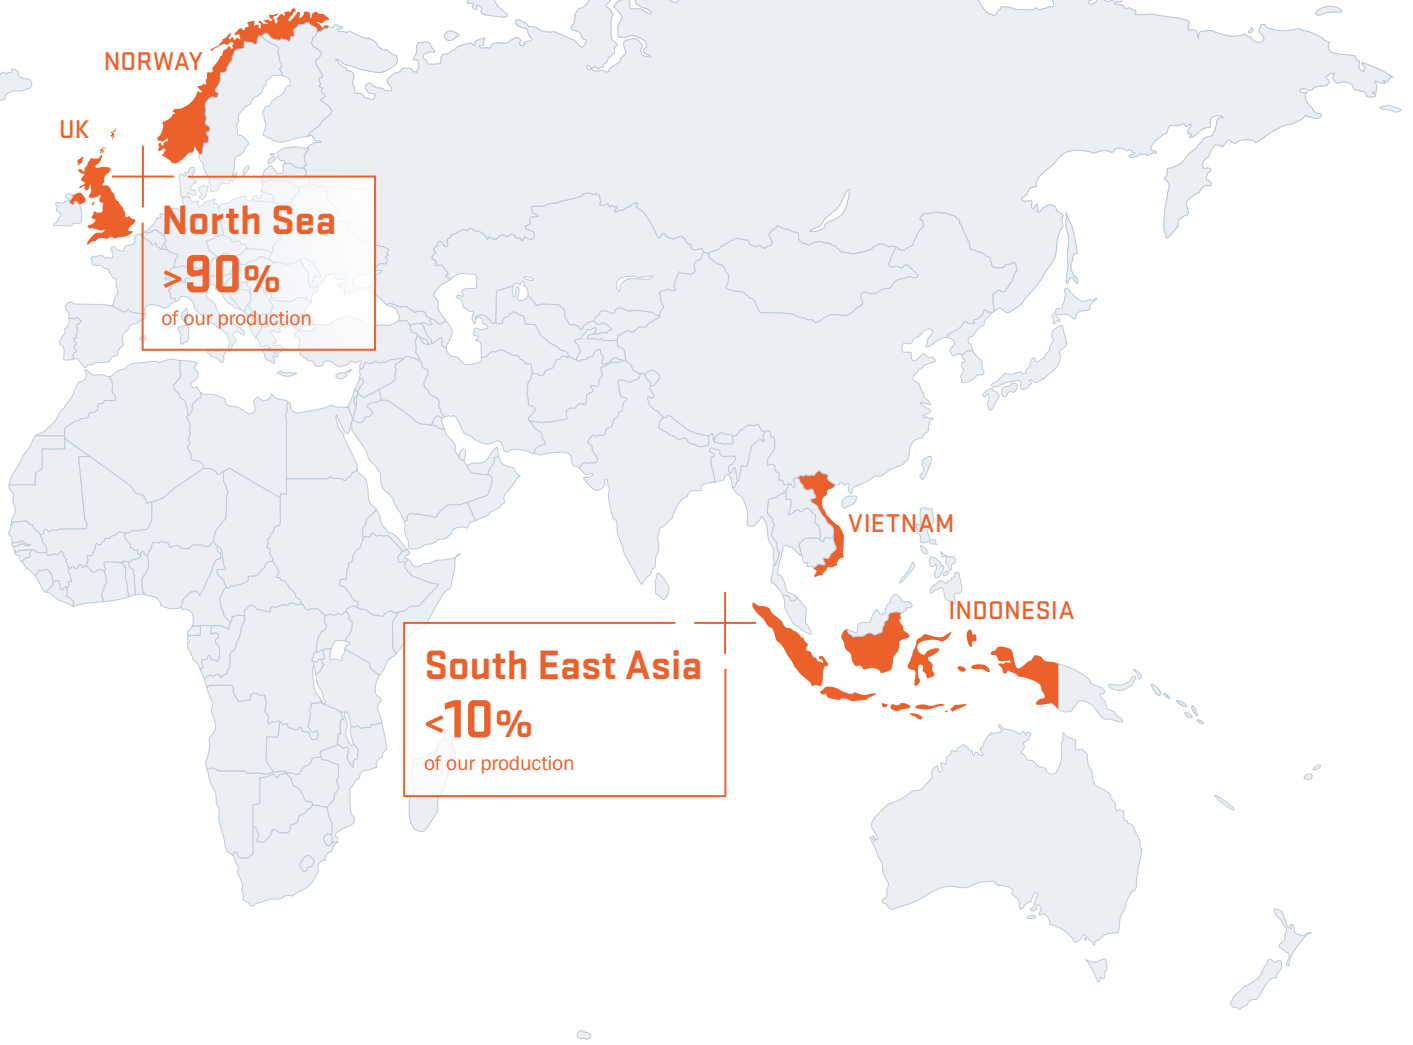 NORWAY
UK
North Sea
>90%
of our production
VIETNAM
INDONESIA
South East Asia
<10%
of our production